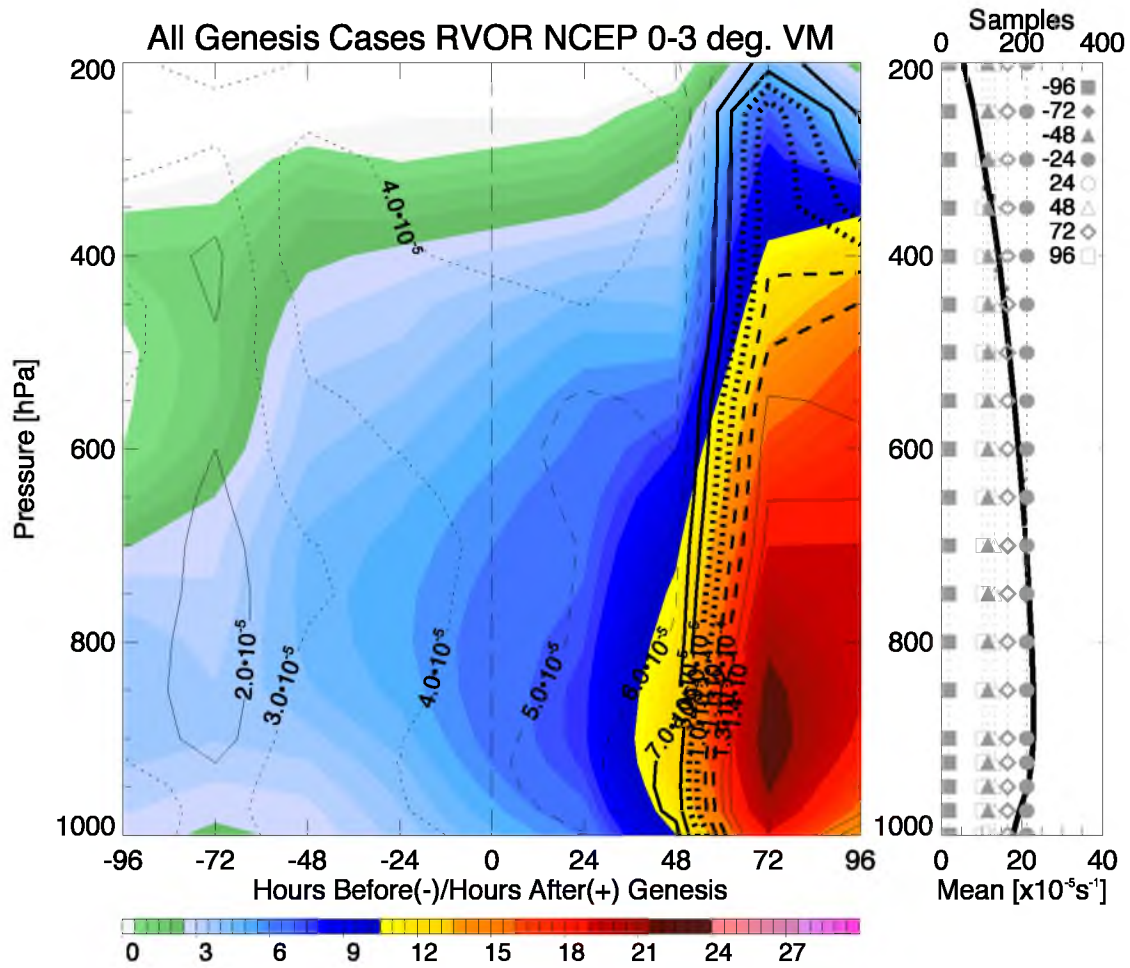 Samples
All Genesis Cases RVOR NCEP 0-3 deg. VM
0 200 400
200
400
600
800
1000
Pressure [hPa]
4.0•10⁻⁵
2.0•10⁻⁵
3.0•10⁻⁵
4.0•10⁻⁵
5.0•10⁻⁵
6.0•10⁻⁵
-96 -72 -48 -24 0 24 48 72 96
Hours Before(-)/Hours After(+) Genesis
0 3 6 9 12 15 18 21 24 27
200
400
600
800
1000
-96
-72
-48
-24
24
48
72
96
0 20 40
Mean [x10⁻⁵s⁻¹]